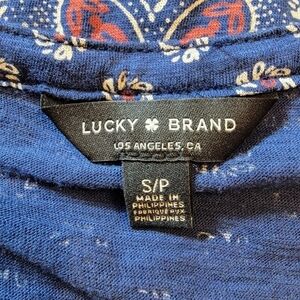 LUCKY BRAND
LOS ANGELES, CA
S/P
MADE IN
PHILIPPINES
FABRIQUÉ AUX
PHILIPPINES